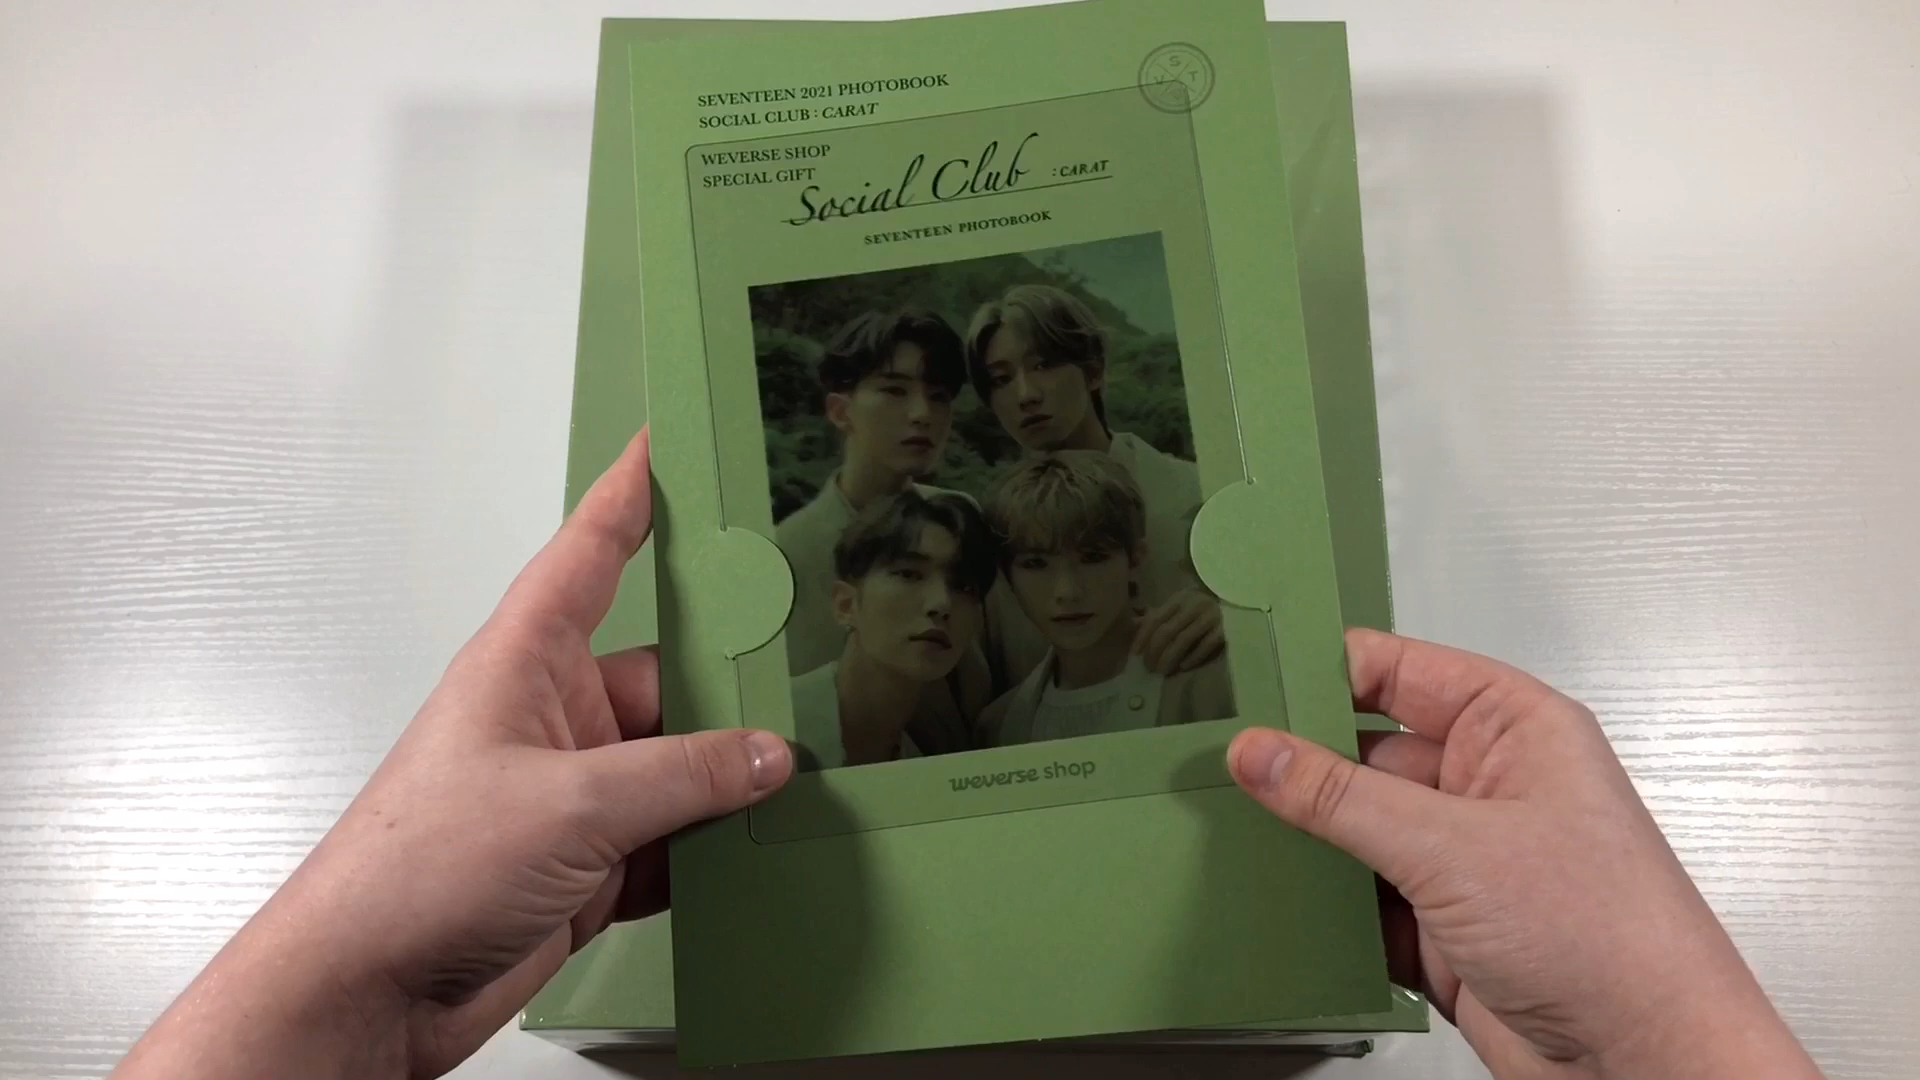 SEVENTEEN 2021 PHOTOBOOK
SOCIAL CLUB : CARAT
S
V T
WEVERSE SHOP
SPECIAL GIFT
Social Club : CARAT
SEVENTEEN PHOTOBOOK
weverse shop